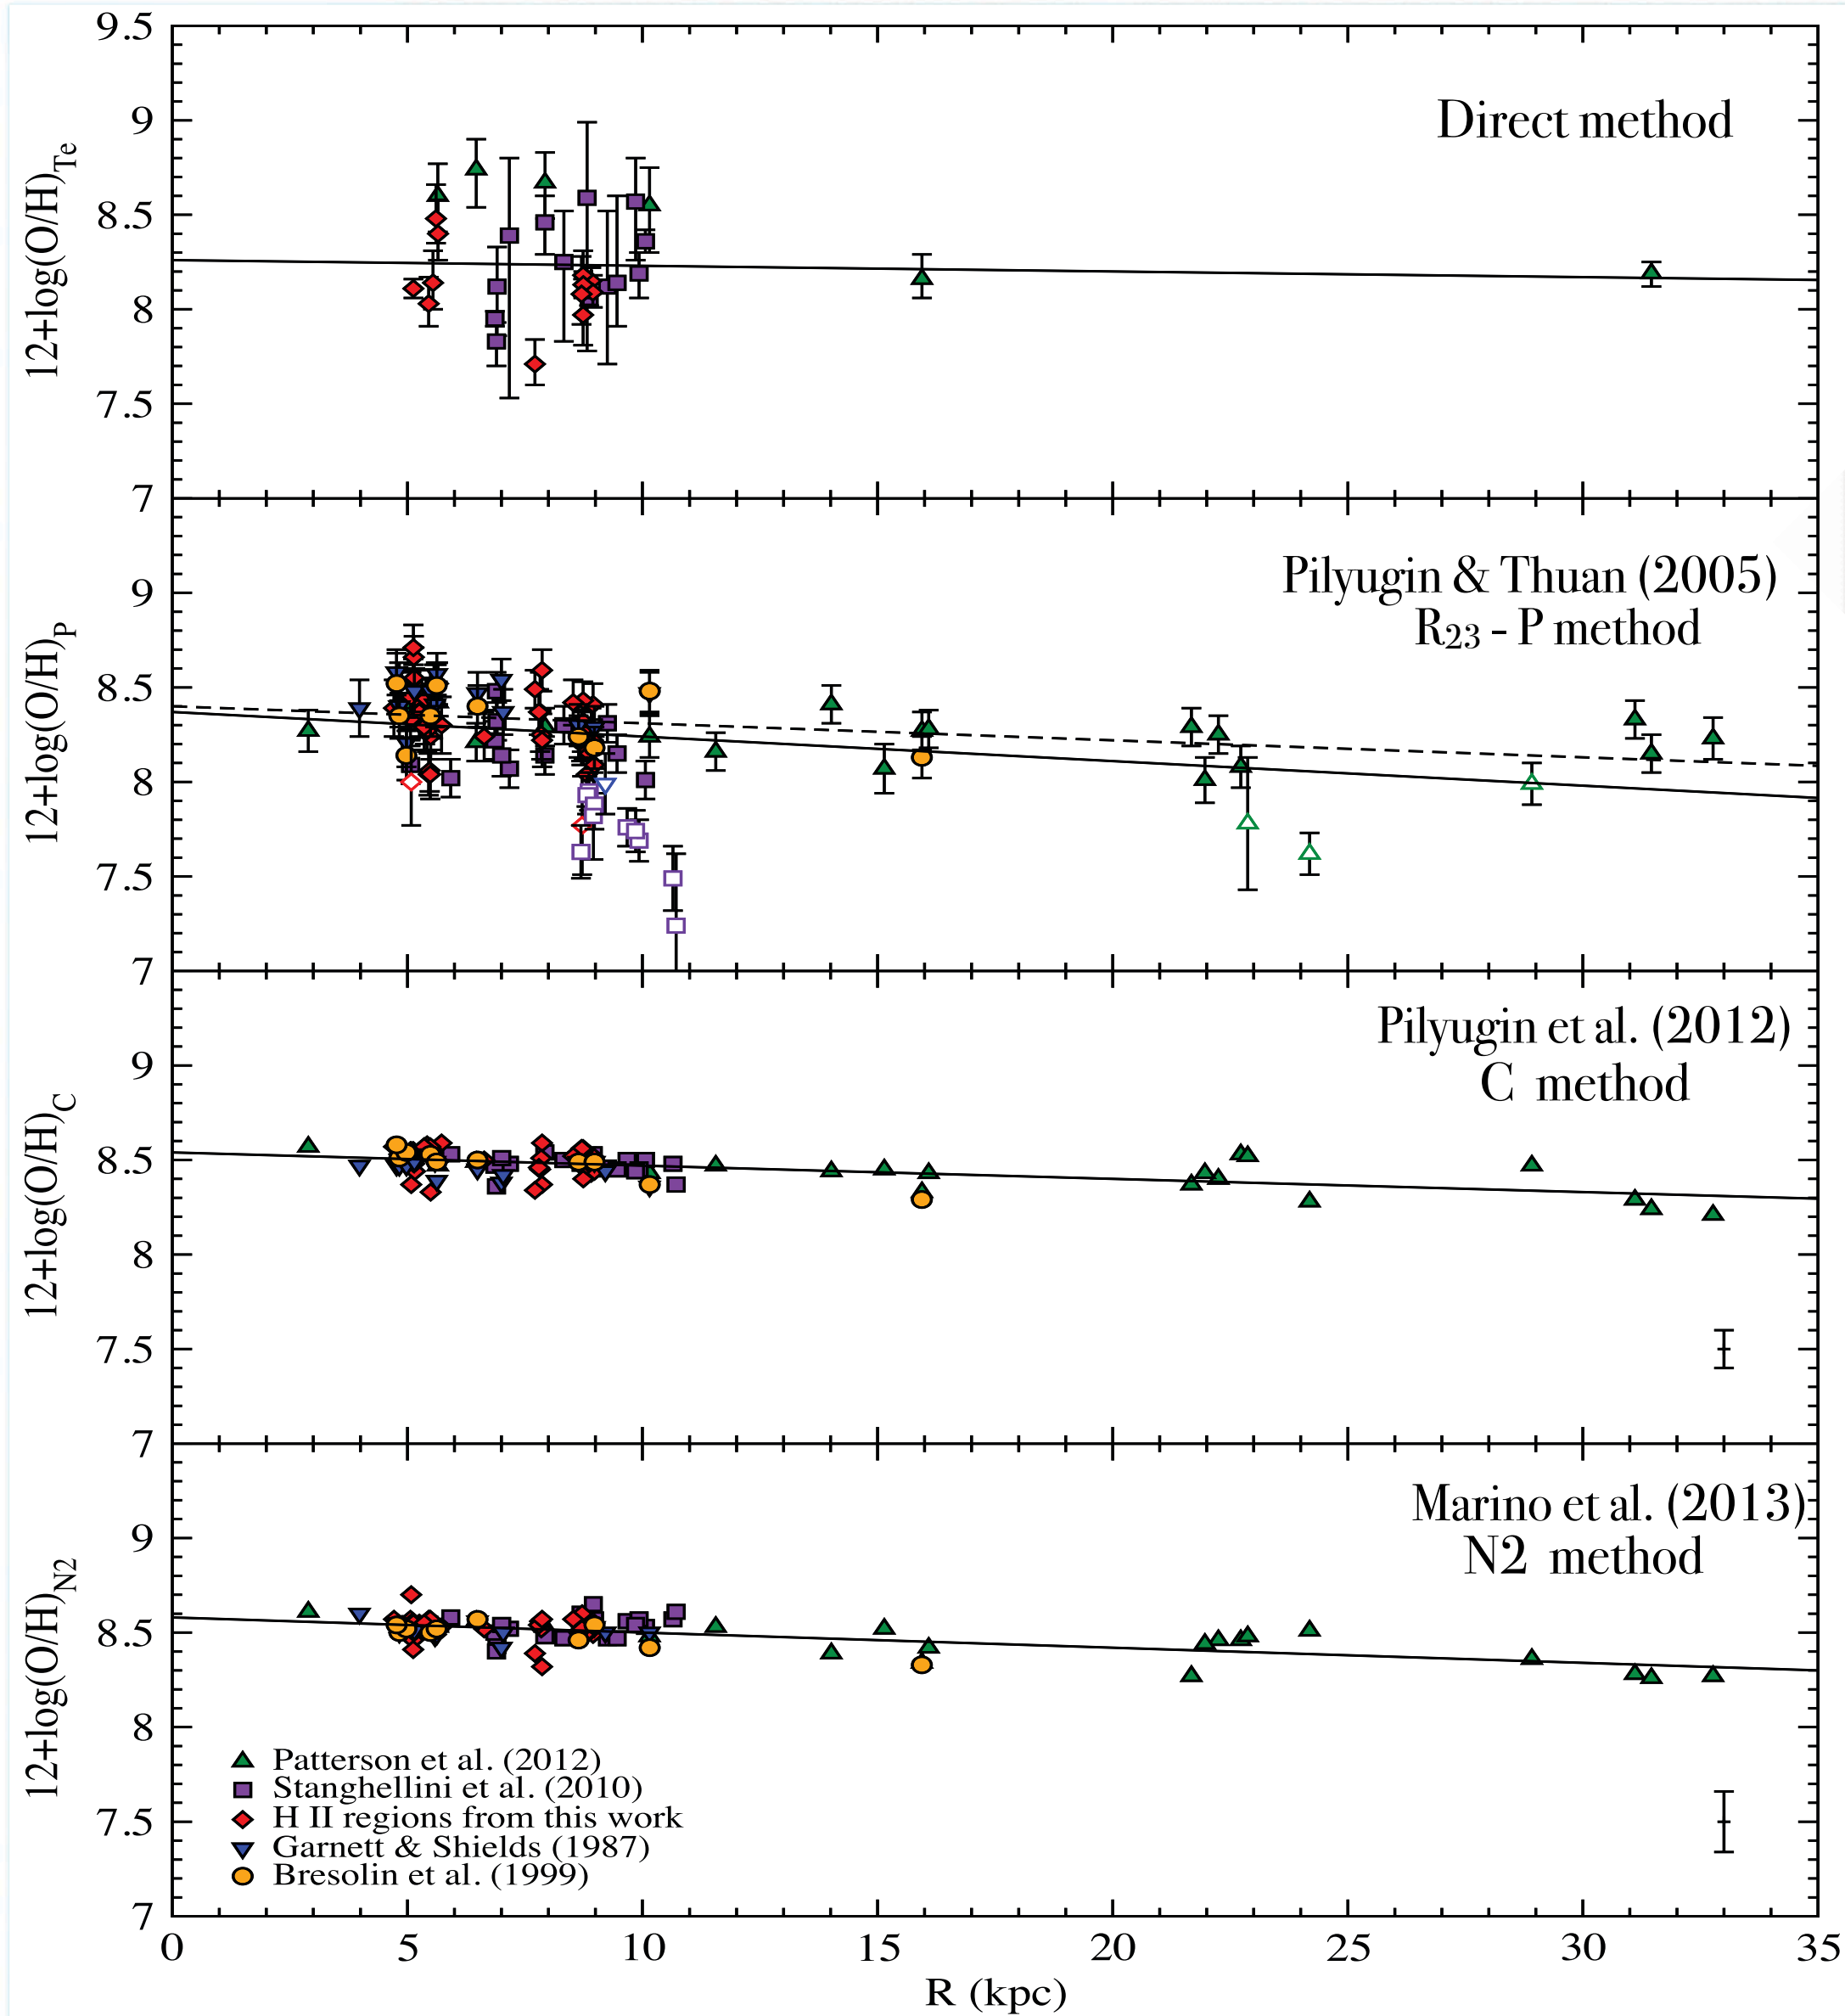 9.5
9
8.5
8
7.5
7
12+log(O/H)Te
Direct method
9
8.5
8
7.5
7
12+log(O/H)P
Pilyugin & Thuan (2005)
R23 - P method
9
8.5
8
7.5
7
12+log(O/H)C
Pilyugin et al. (2012)
C method
9
8.5
8
7.5
7
12+log(O/H)N2
Marino et al. (2013)
N2 method
Patterson et al. (2012)
Stanghellini et al. (2010)
H II regions from this work
Garnett & Shields (1987)
Bresolin et al. (1999)
0 5 10 15 20 25 30 35
R (kpc)